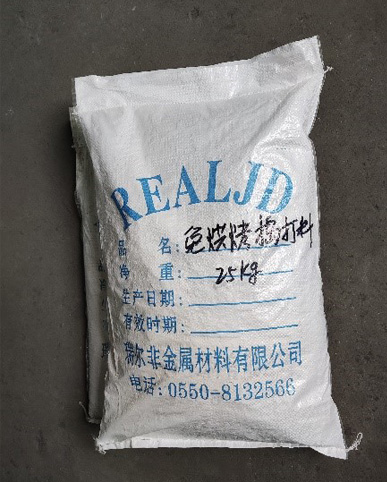 REALJD
品 名：免烘烤捣打料
净 重：25kg
生产日期：
有效时期：
瑞尔非金属材料有限公司
电话：0550-8132566